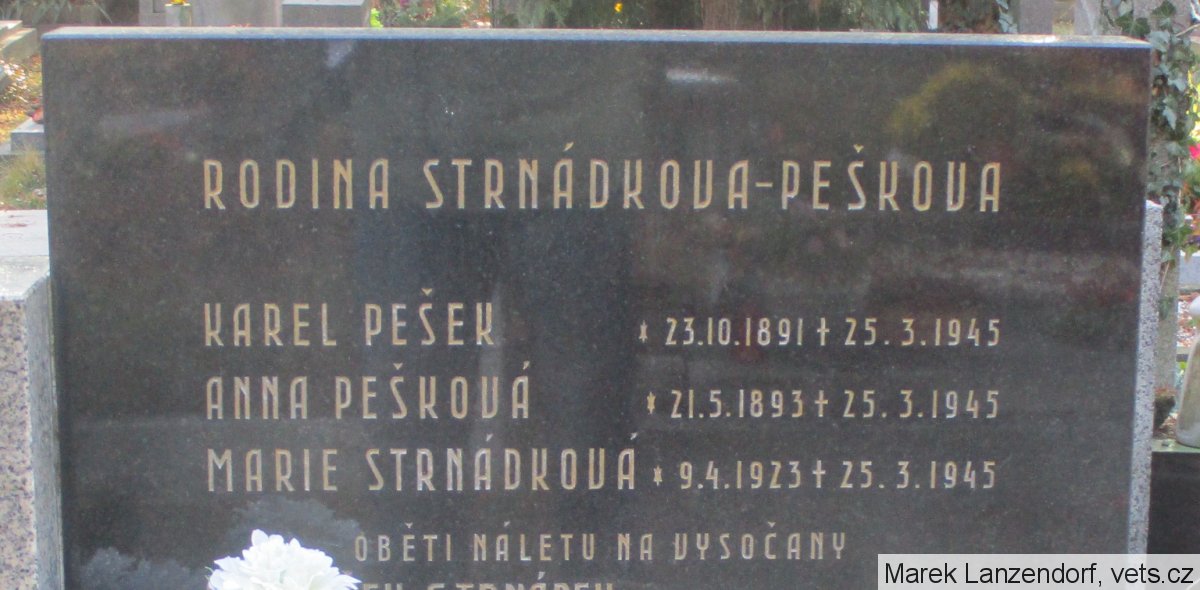 RODINA STRNÁDKOVA-PEŠKOVA
KAREL PEŠEK * 23.10.1891 † 25.3.1945
ANNA PEŠKOVÁ * 21.5.1893 † 25.3.1945
MARIE STRNÁDKOVÁ * 9.4.1923 † 25.3.1945
OBĚTI NÁLETU NA VYSOČANY
Marek Lanzendorf, vets.cz